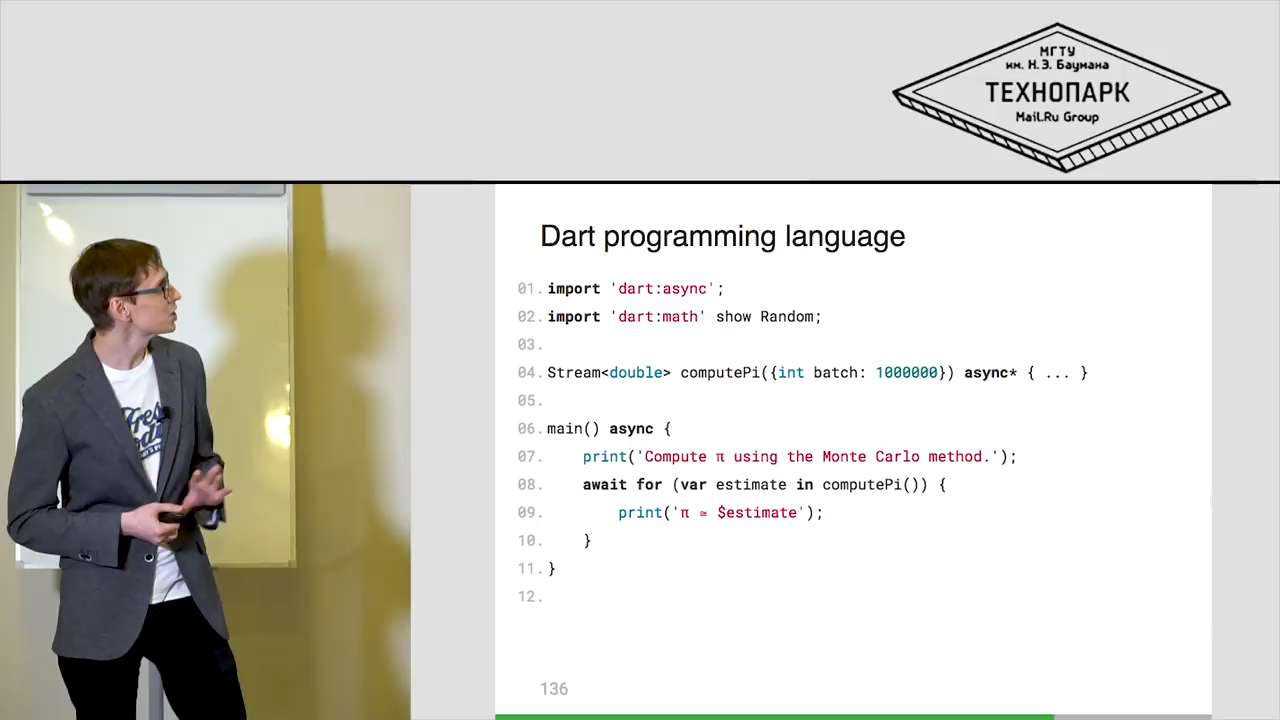 МГТУ
им. Н.Э. Баумана
ТЕХНОПАРК
Mail.Ru Group
Dart programming language
01. import 'dart:async';
02. import 'dart:math' show Random;
03.
04. Stream<double> computePi({int batch: 1000000}) async* { ... }
05.
06. main() async {
07. print('Compute π using the Monte Carlo method.');
08. await for (var estimate in computePi()) {
09. print('π ≅ $estimate');
10. }
11. }
12.
136